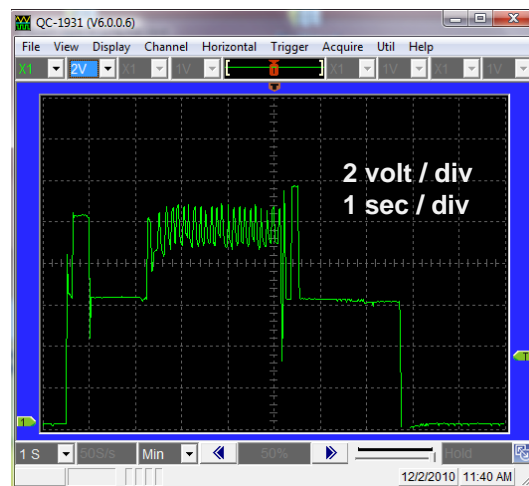 QC-1931 (V6.0.0.6)
File View Display Channel Horizontal Trigger Acquire Util Help
X1 2V X1 1V X1 1V X1 1V
2 volt / div
1 sec / div
T
1
1 S 50S/s Min 50% Hold
12/2/2010 11:40 AM